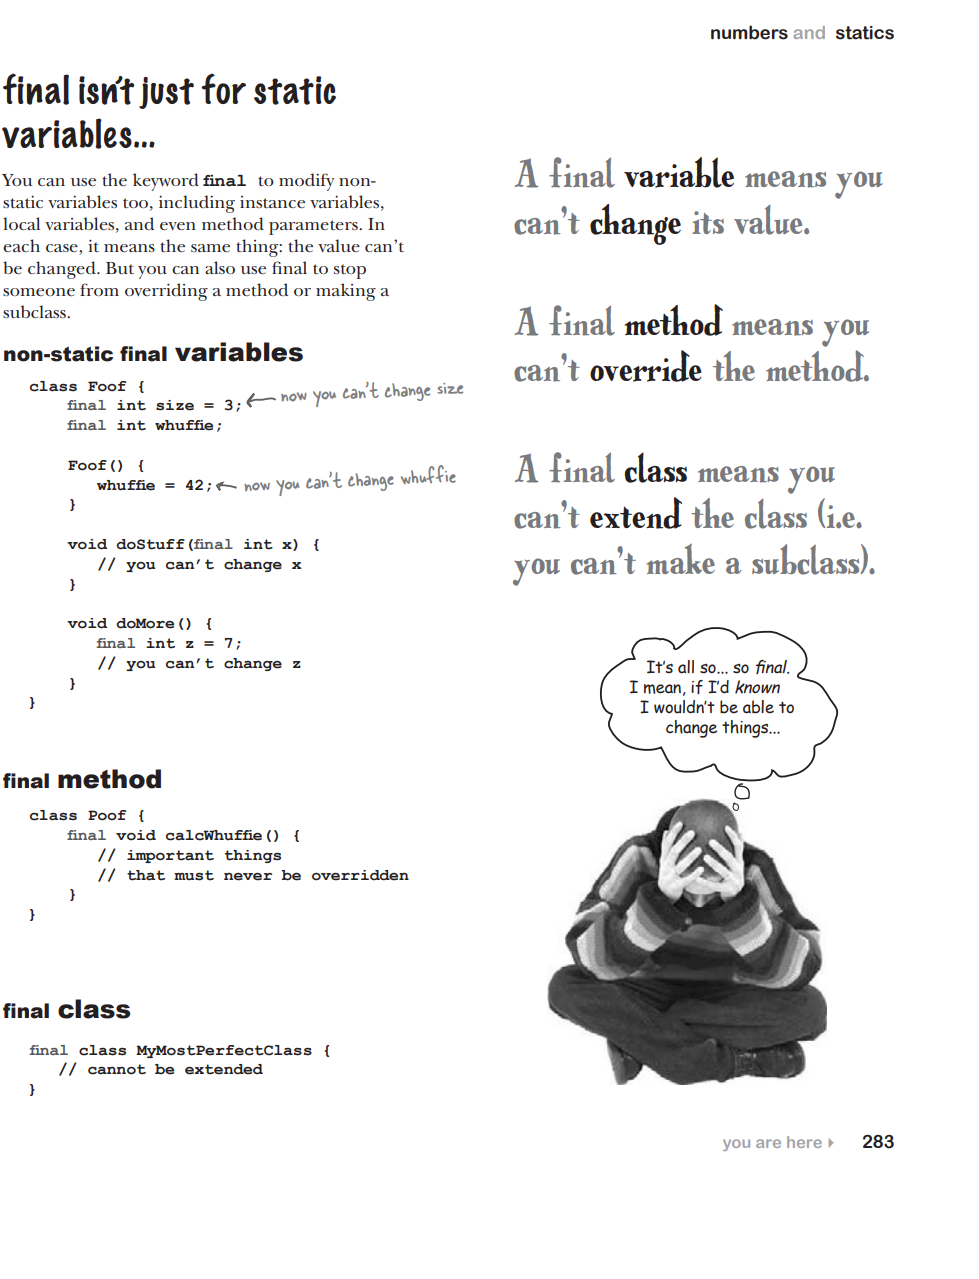 numbers and statics
final isn't just for static
variables...
You can use the keyword final to modify non-
static variables too, including instance variables,
local variables, and even method parameters. In
each case, it means the same thing: the value can't
be changed. But you can also use final to stop
someone from overriding a method or making a
subclass.
non-static final variables
class Foof {
final int size = 3; now you can't change size
final int whuffie;
Foof() {
whuffie = 42; now you can't change whuffie
}
void doStuff(final int x) {
// you can't change x
}
void doMore() {
final int z = 7;
// you can't change z
}
}
final method
class Poof {
final void calcWhuffie() {
// important things
// that must never be overridden
}
}
final class
final class MyMostPerfectClass {
// cannot be extended
}
A final variable means you
can't change its value.
A final method means you
can't override the method.
A final class means you
can't extend the class (i.e.
you can't make a subclass).
It's all so... so final.
I mean, if I'd known
I wouldn't be able to
change things...
you are here 283